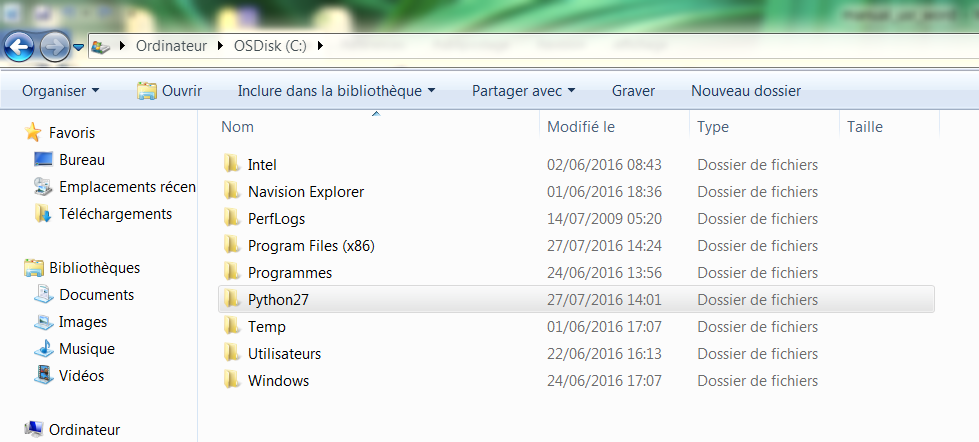 Ordinateur OSDisk (C:)
Organiser Ouvrir Inclure dans la bibliothèque Partager avec Graver Nouveau dossier
Favoris
Bureau
Emplacements récen
Téléchargements
Bibliothèques
Documents
Images
Musique
Vidéos
Ordinateur
Nom Modifié le Type Taille
Intel 02/06/2016 08:43 Dossier de fichiers
Navision Explorer 01/06/2016 18:36 Dossier de fichiers
PerfLogs 14/07/2009 05:20 Dossier de fichiers
Program Files (x86) 27/07/2016 14:24 Dossier de fichiers
Programmes 24/06/2016 13:56 Dossier de fichiers
Python27 27/07/2016 14:01 Dossier de fichiers
Temp 01/06/2016 17:07 Dossier de fichiers
Utilisateurs 22/06/2016 16:13 Dossier de fichiers
Windows 24/06/2016 17:07 Dossier de fichiers